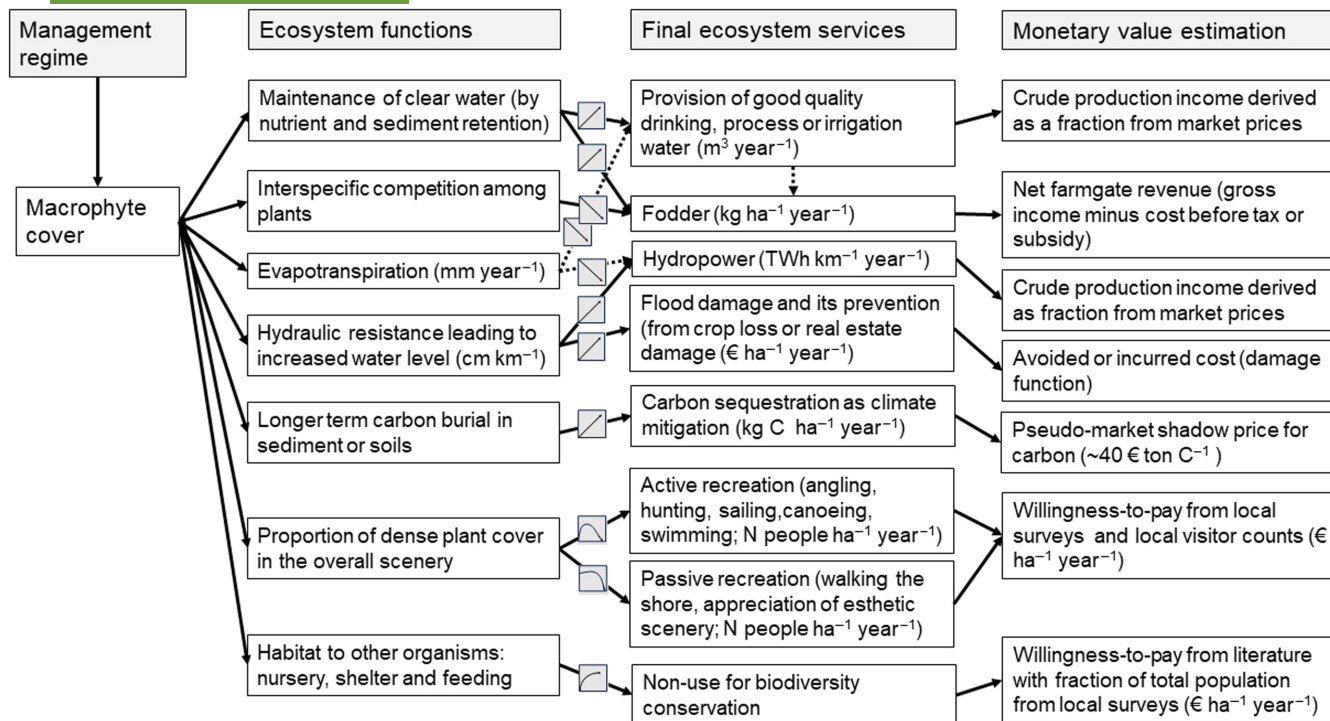 Management
regime
Macrophyte
cover
Ecosystem functions
Maintenance of clear water (by
nutrient and sediment retention)
Interspecific competition among
plants
Evapotranspiration (mm year⁻¹)
Hydraulic resistance leading to
increased water level (cm km⁻¹)
Longer term carbon burial in
sediment or soils
Proportion of dense plant cover
in the overall scenery
Habitat to other organisms:
nursery, shelter and feeding
Final ecosystem services
Provision of good quality
drinking, process or irrigation
water (m³ year⁻¹)
Fodder (kg ha⁻¹ year⁻¹)
Hydropower (TWh km⁻¹ year⁻¹)
Flood damage and its prevention
(from crop loss or real estate
damage (€ ha⁻¹ year⁻¹)
Carbon sequestration as climate
mitigation (kg C ha⁻¹ year⁻¹)
Active recreation (angling,
hunting, sailing,canoeing,
swimming; N people ha⁻¹ year⁻¹)
Passive recreation (walking the
shore, appreciation of esthetic
scenery; N people ha⁻¹ year⁻¹)
Non-use for biodiversity
conservation
Monetary value estimation
Crude production income derived
as a fraction from market prices
Net farmgate revenue (gross
income minus cost before tax or
subsidy)
Crude production income derived
as fraction from market prices
Avoided or incurred cost (damage
function)
Pseudo-market shadow price for
carbon (~40 € ton C⁻¹ )
Willingness-to-pay from local
surveys and local visitor counts (€
ha⁻¹ year⁻¹)
Willingness-to-pay from literature
with fraction of total population
from local surveys (€ ha⁻¹ year⁻¹)